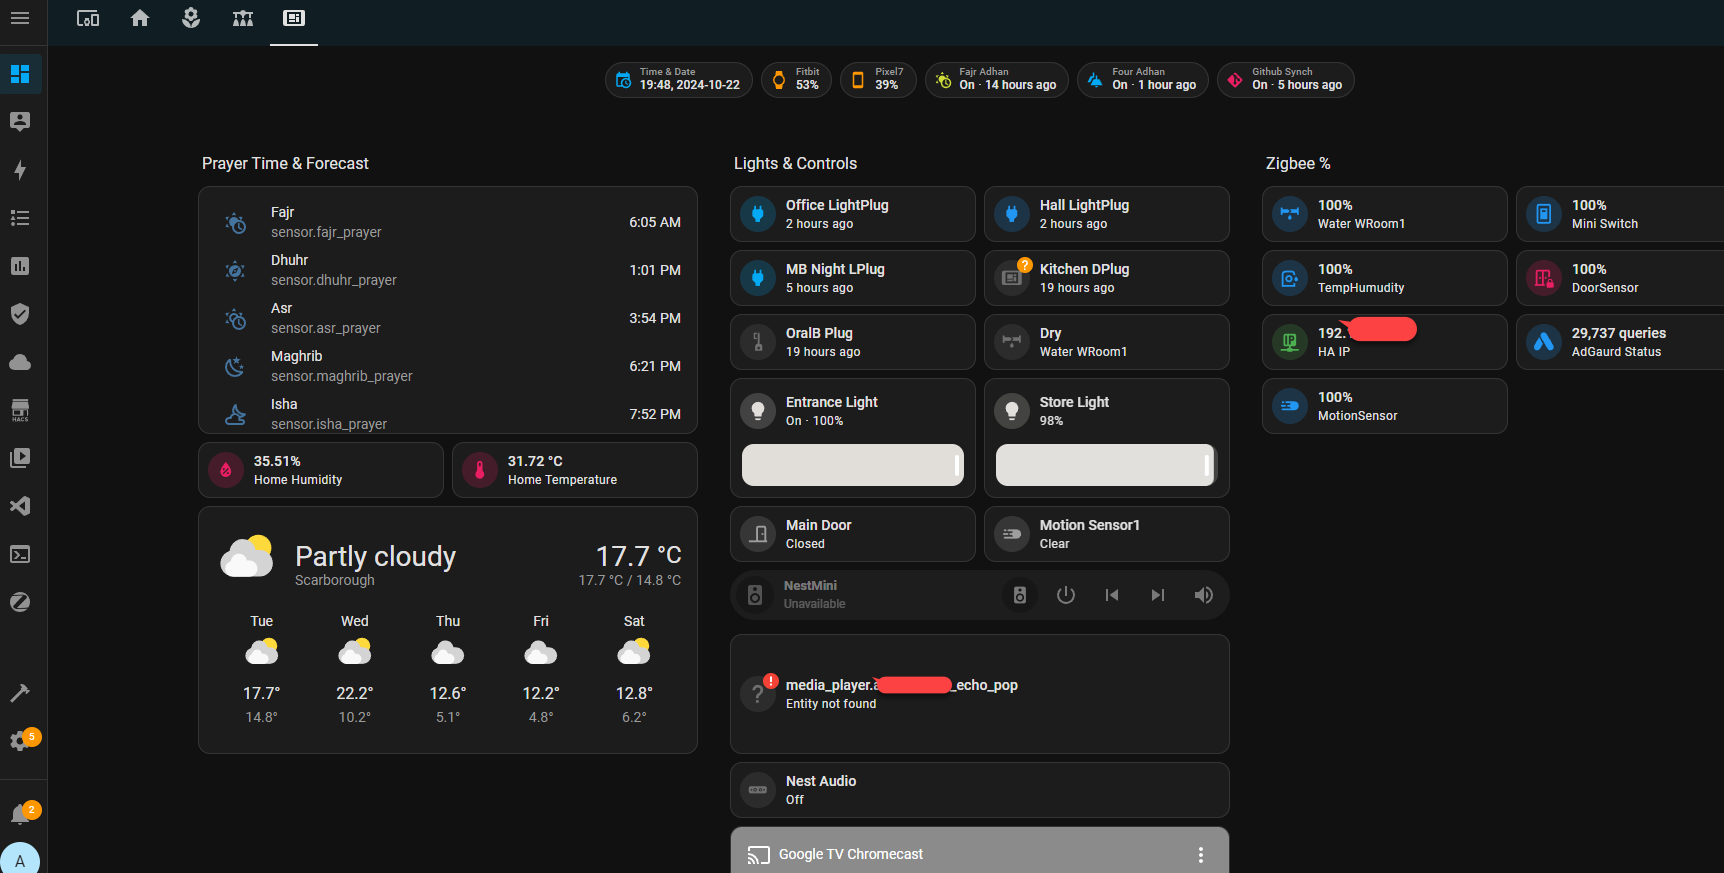 Time & Date
19:48, 2024-10-22
Fitbit
53%
Pixel7
39%
Fajr Adhan
On · 14 hours ago
Four Adhan
On · 1 hour ago
Github Synch
On · 5 hours ago
Prayer Time & Forecast
Fajr
sensor.fajr_prayer
6:05 AM
Dhuhr
sensor.dhuhr_prayer
1:01 PM
Asr
sensor.asr_prayer
3:54 PM
Maghrib
sensor.maghrib_prayer
6:21 PM
Isha
sensor.isha_prayer
7:52 PM
35.51%
Home Humidity
31.72 °C
Home Temperature
Partly cloudy
Scarborough
17.7 °C
17.7 °C / 14.8 °C
Tue
Wed
Thu
Fri
Sat
17.7°
22.2°
12.6°
12.2°
12.8°
14.8°
10.2°
5.1°
4.8°
6.2°
Lights & Controls
Office LightPlug
2 hours ago
Hall LightPlug
2 hours ago
MB Night LPlug
5 hours ago
?
Kitchen DPlug
19 hours ago
OralB Plug
19 hours ago
Dry
Water WRoom1
Entrance Light
On · 100%
Store Light
98%
Main Door
Closed
Motion Sensor1
Clear
NestMini
Unavailable
?
!
media_player.a _echo_pop
Entity not found
Nest Audio
Off
Google TV Chromecast
Zigbee %
100%
Water WRoom1
100%
Mini Switch
100%
TempHumudity
100%
DoorSensor
192.
HA IP
29,737 queries
AdGaurd Status
100%
MotionSensor
HACS
5
2
A